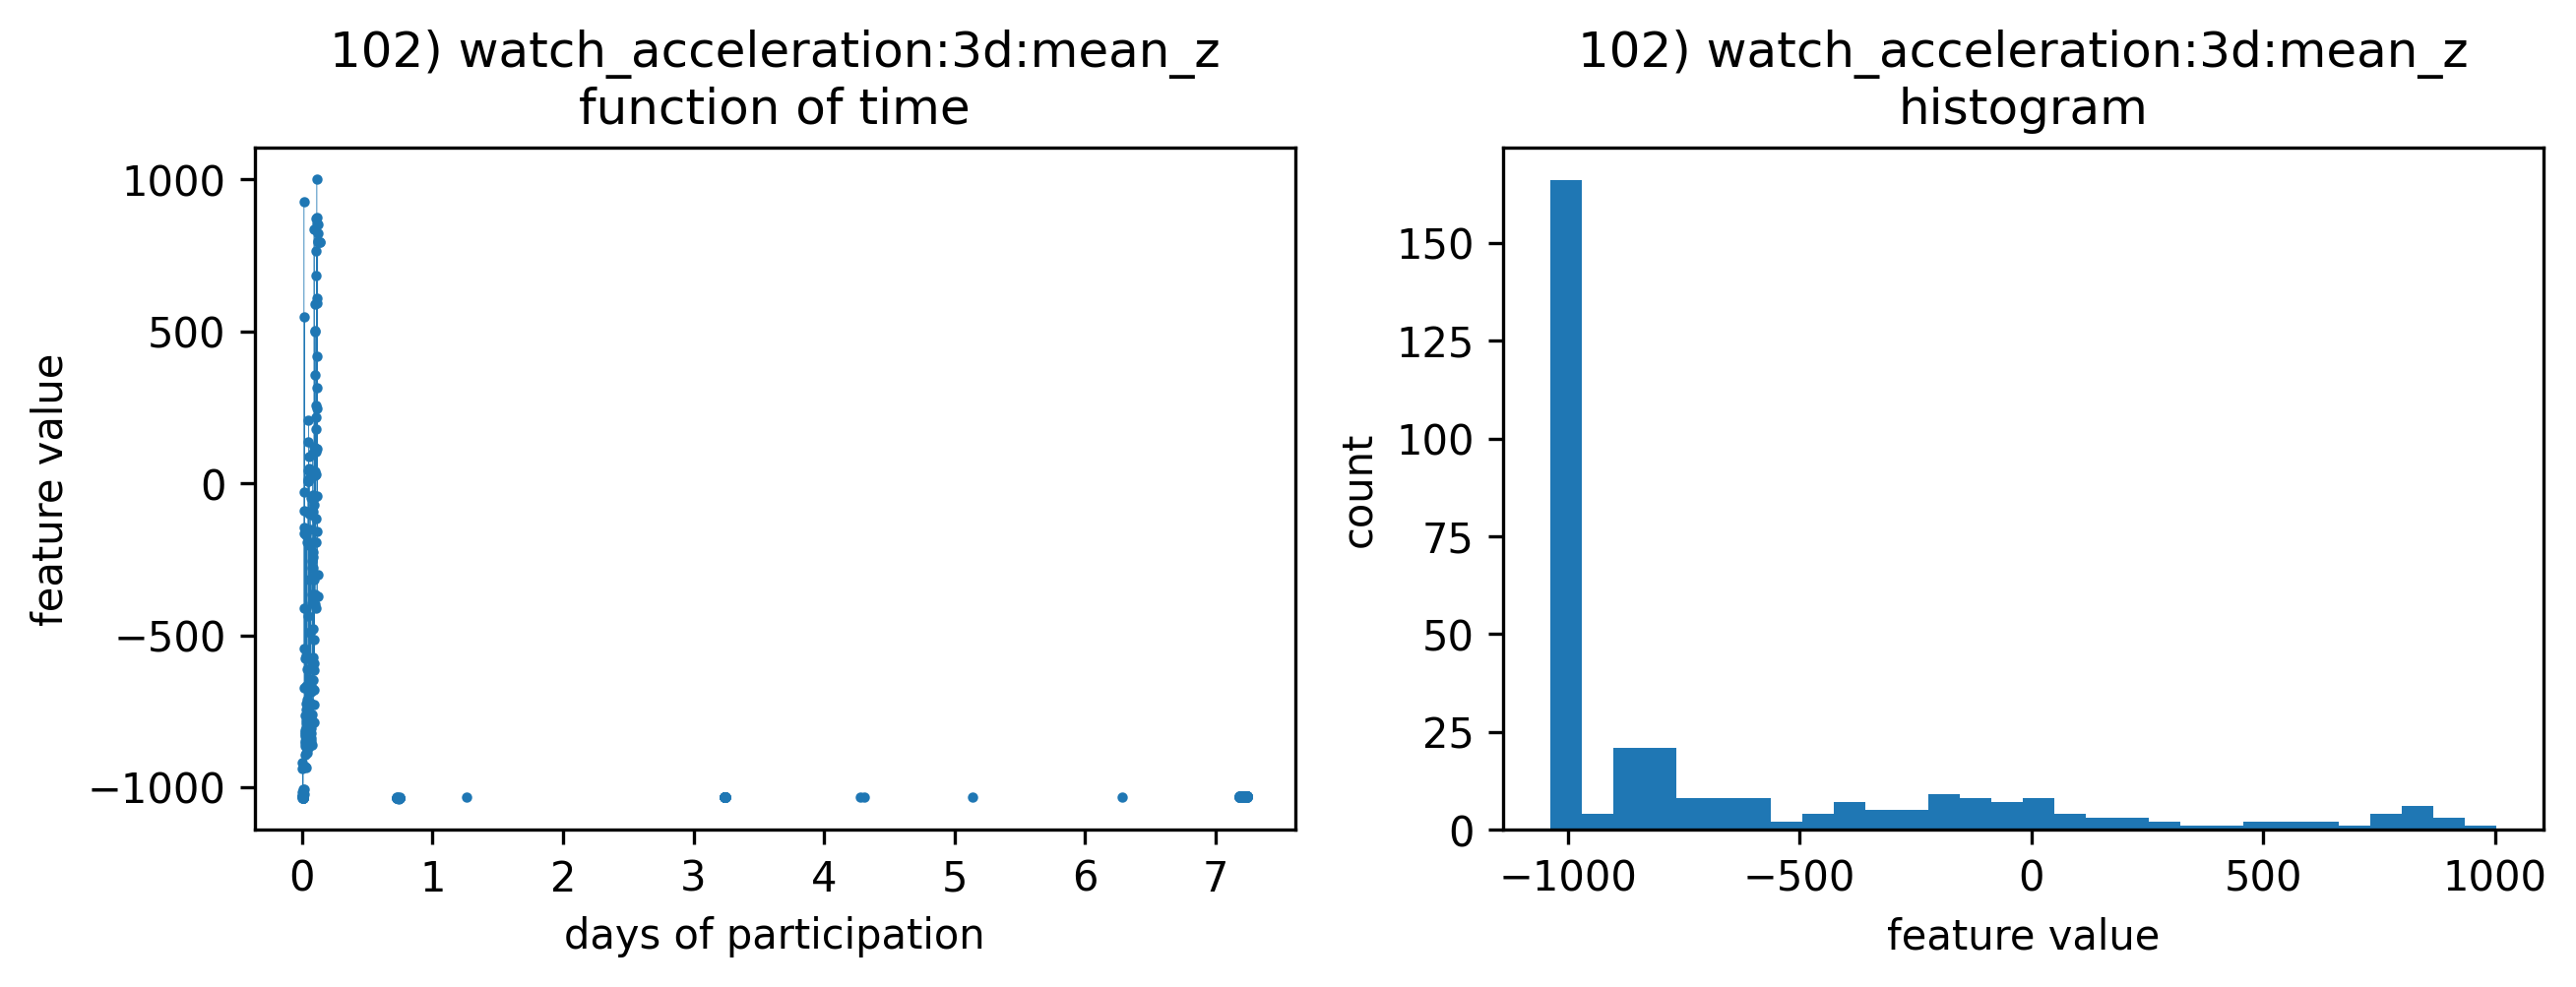 102) watch_acceleration:3d:mean_z
function of time
1000
500
0
−500
−1000
feature value
0 1 2 3 4 5 6 7
days of participation
102) watch_acceleration:3d:mean_z
histogram
150
125
100
75
50
25
0
count
−1000 −500 0 500 1000
feature value